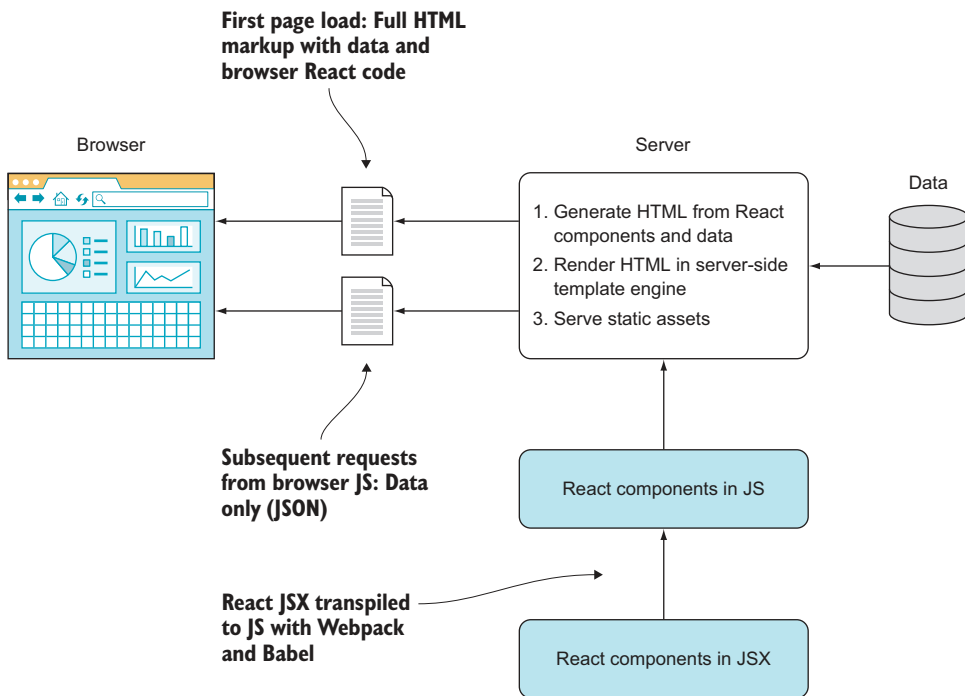 First page load: Full HTML
markup with data and
browser React code
Browser
Server
Data
1. Generate HTML from React
components and data
2. Render HTML in server-side
template engine
3. Serve static assets
Subsequent requests
from browser JS: Data
only (JSON)
React components in JS
React JSX transpiled
to JS with Webpack
and Babel
React components in JSX